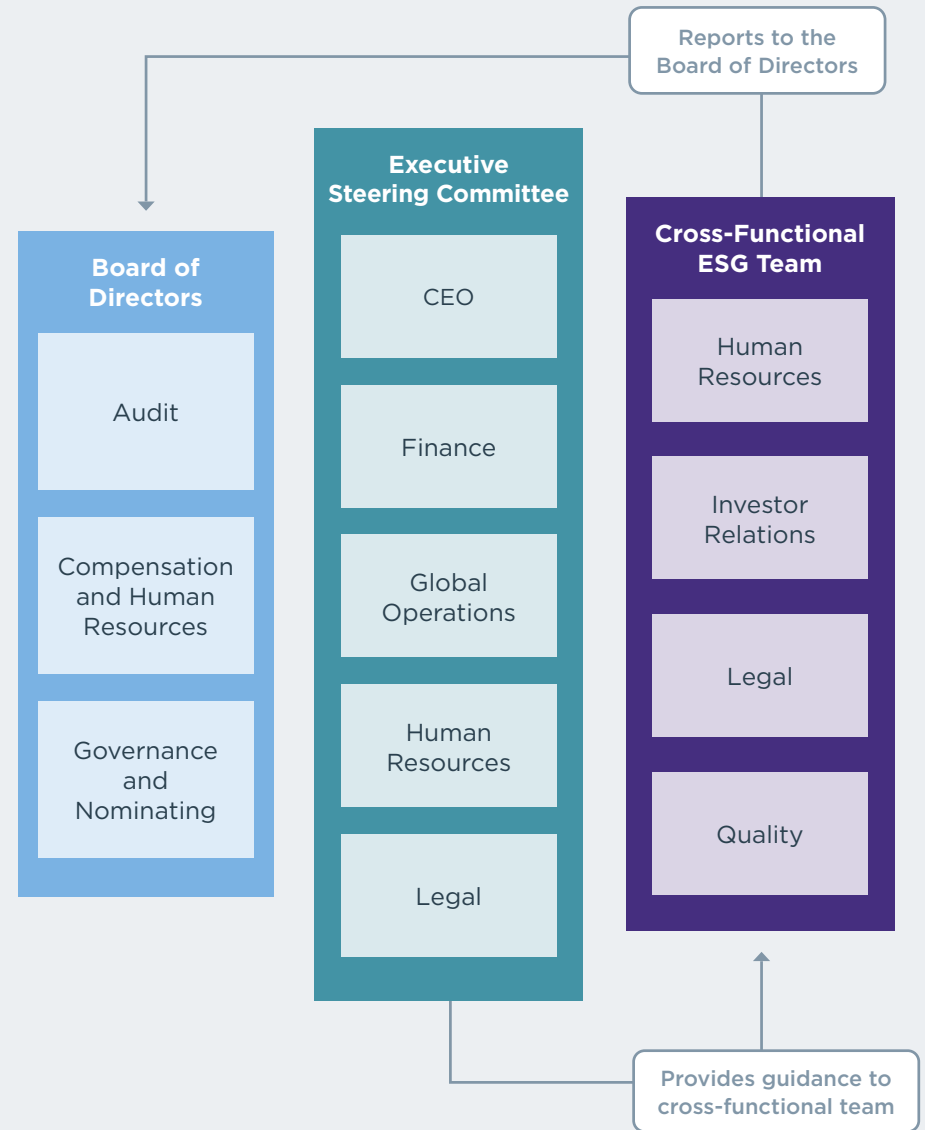 Reports to the
Board of Directors
Board of
Directors
Audit
Compensation
and Human
Resources
Governance
and
Nominating
Executive
Steering Committee
CEO
Finance
Global
Operations
Human
Resources
Legal
Cross-Functional
ESG Team
Human
Resources
Investor
Relations
Legal
Quality
Provides guidance to
cross-functional team